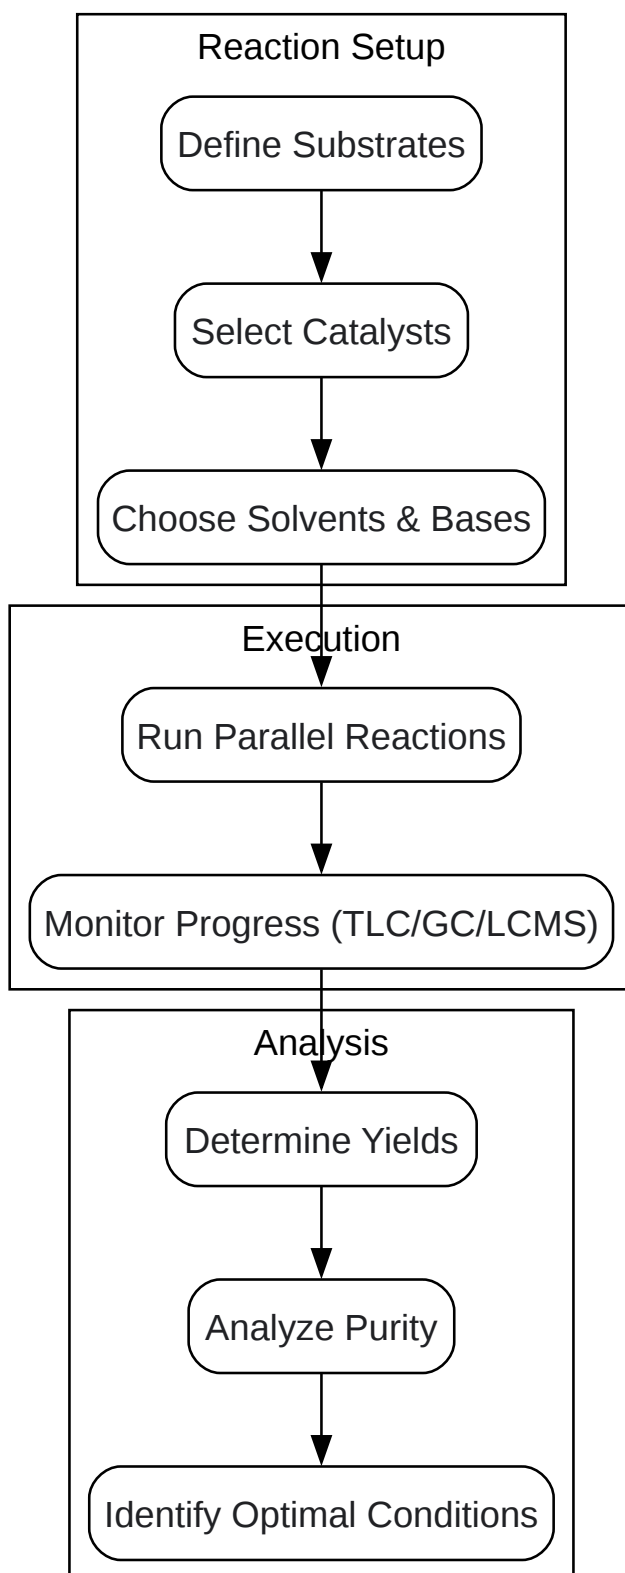 Reaction Setup
Define Substrates
Select Catalysts
Choose Solvents & Bases
Execution
Run Parallel Reactions
Monitor Progress (TLC/GC/LCMS)
Analysis
Determine Yields
Analyze Purity
Identify Optimal Conditions